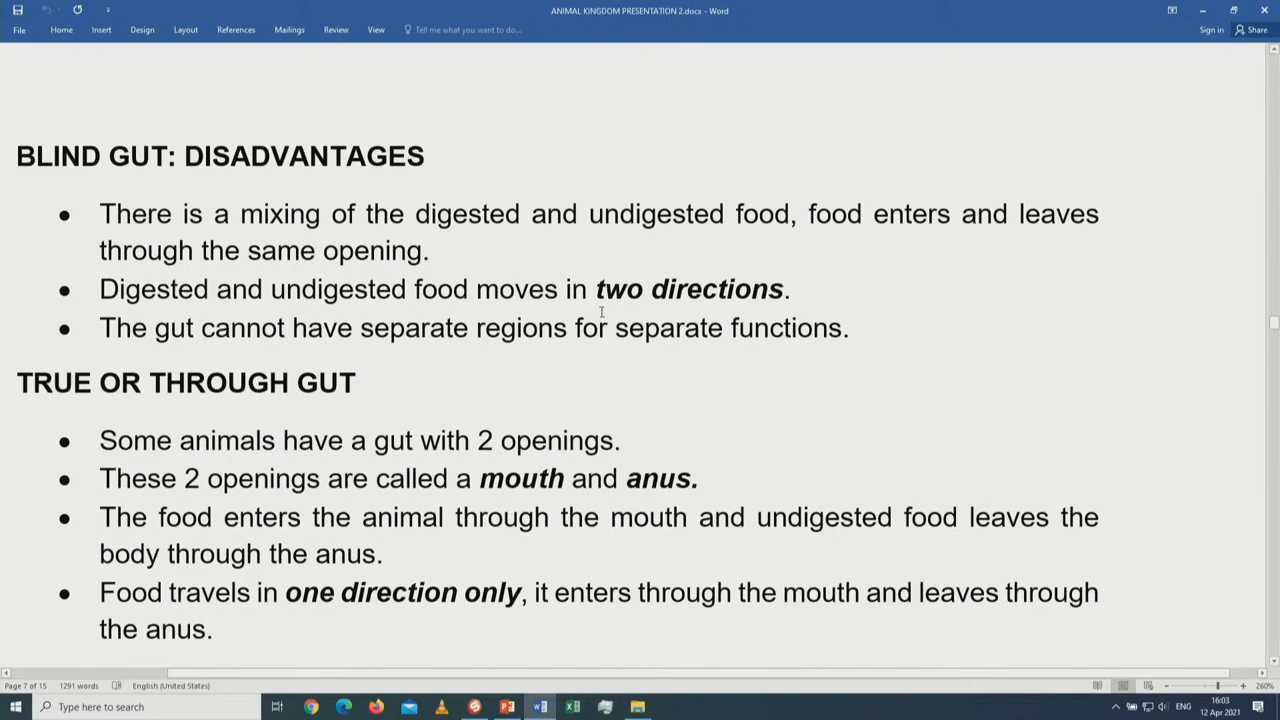 ANIMAL KINGDOM PRESENTATION 2.docx - Word
File Home Insert Design Layout References Mailings Review View Tell me what you want to do... Sign in Share
BLIND GUT: DISADVANTAGES
• There is a mixing of the digested and undigested food, food enters and leaves
through the same opening.
• Digested and undigested food moves in two directions.
• The gut cannot have separate regions for separate functions.
TRUE OR THROUGH GUT
• Some animals have a gut with 2 openings.
• These 2 openings are called a mouth and anus.
• The food enters the animal through the mouth and undigested food leaves the
body through the anus.
• Food travels in one direction only, it enters through the mouth and leaves through
the anus.
Page 7 of 15 1291 words English (United States) 260%
Type here to search ENG 16:03
12 Apr 2021